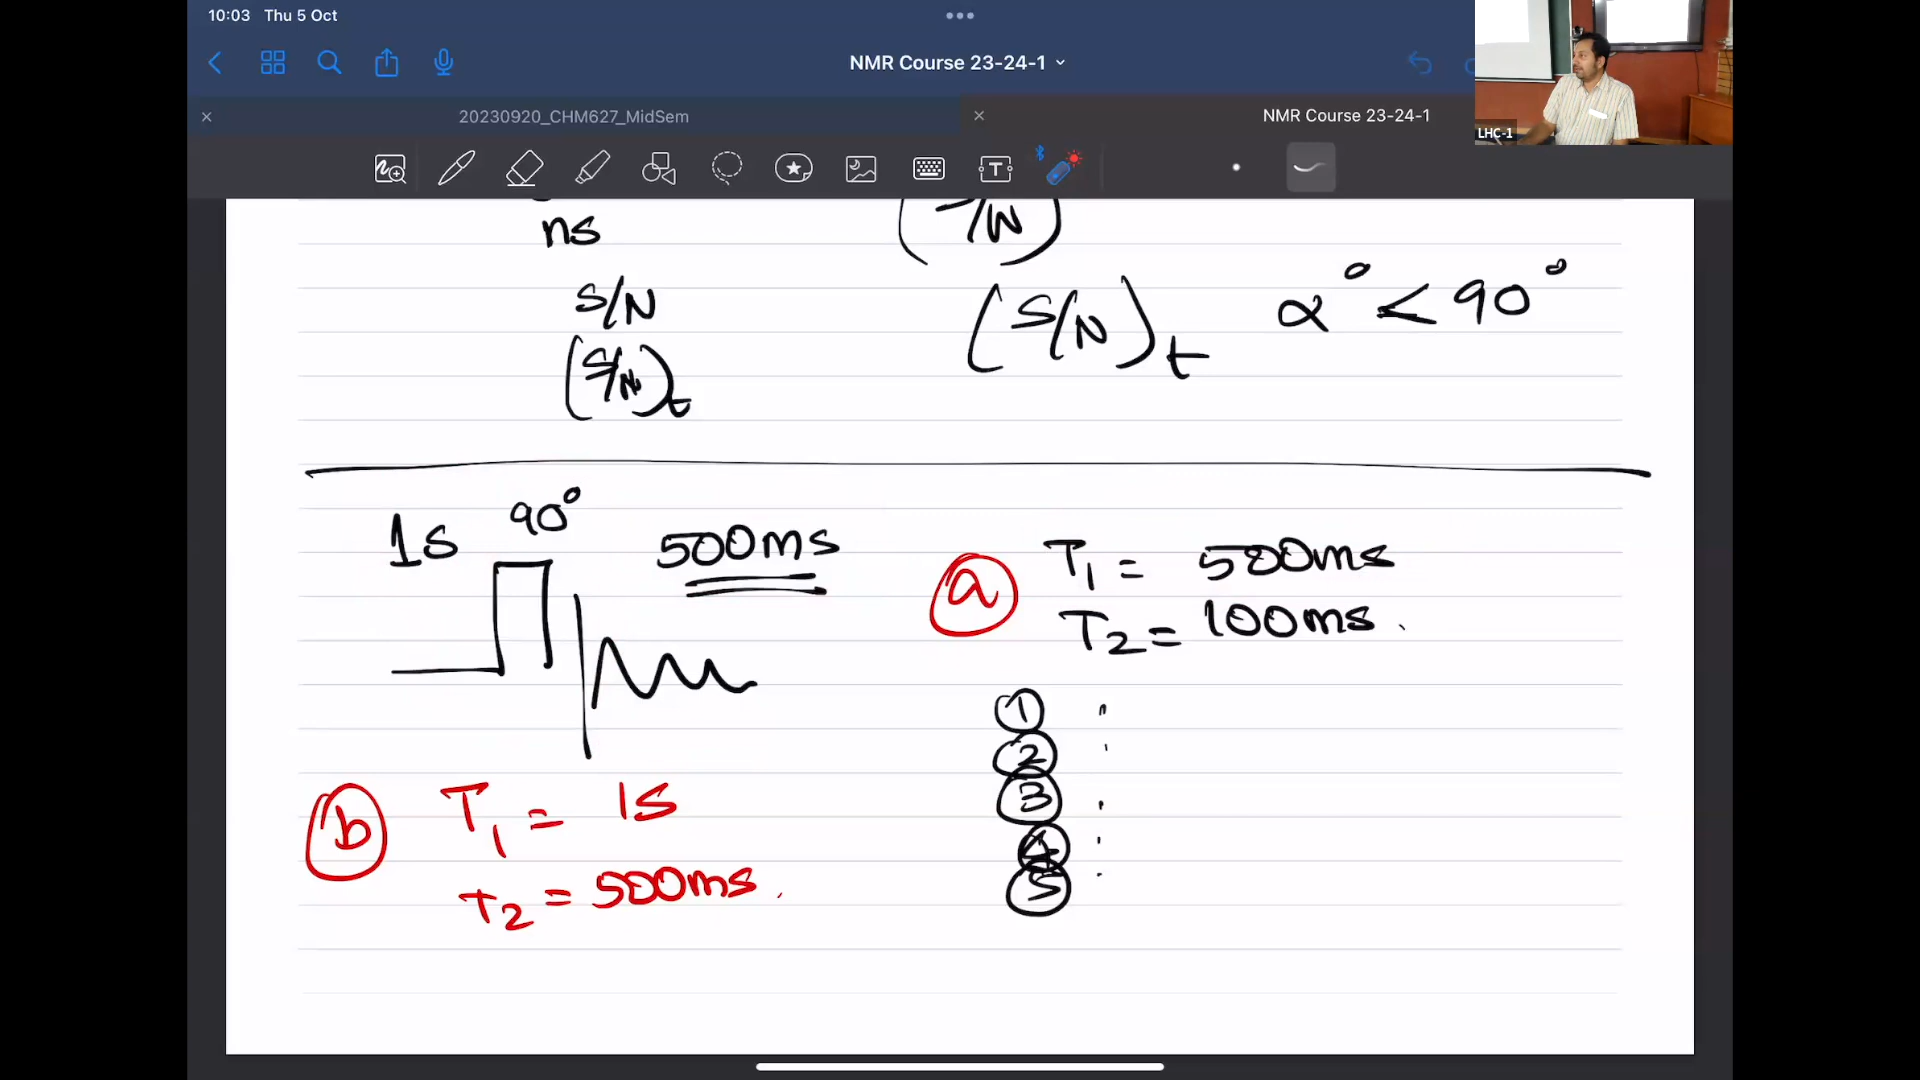 10:03 Thu 5 Oct
NMR Course 23-24-1
20230920_CHM627_MidSem
NMR Course 23-24-1
LHC-1
ns
S/N
(S/N)t
(S/N)t α° < 90°
1s 90° 500ms
a T1 = 500ms
T2 = 100ms.
1
2
3
4
5
b T1 = 1s
T2 = 500ms.